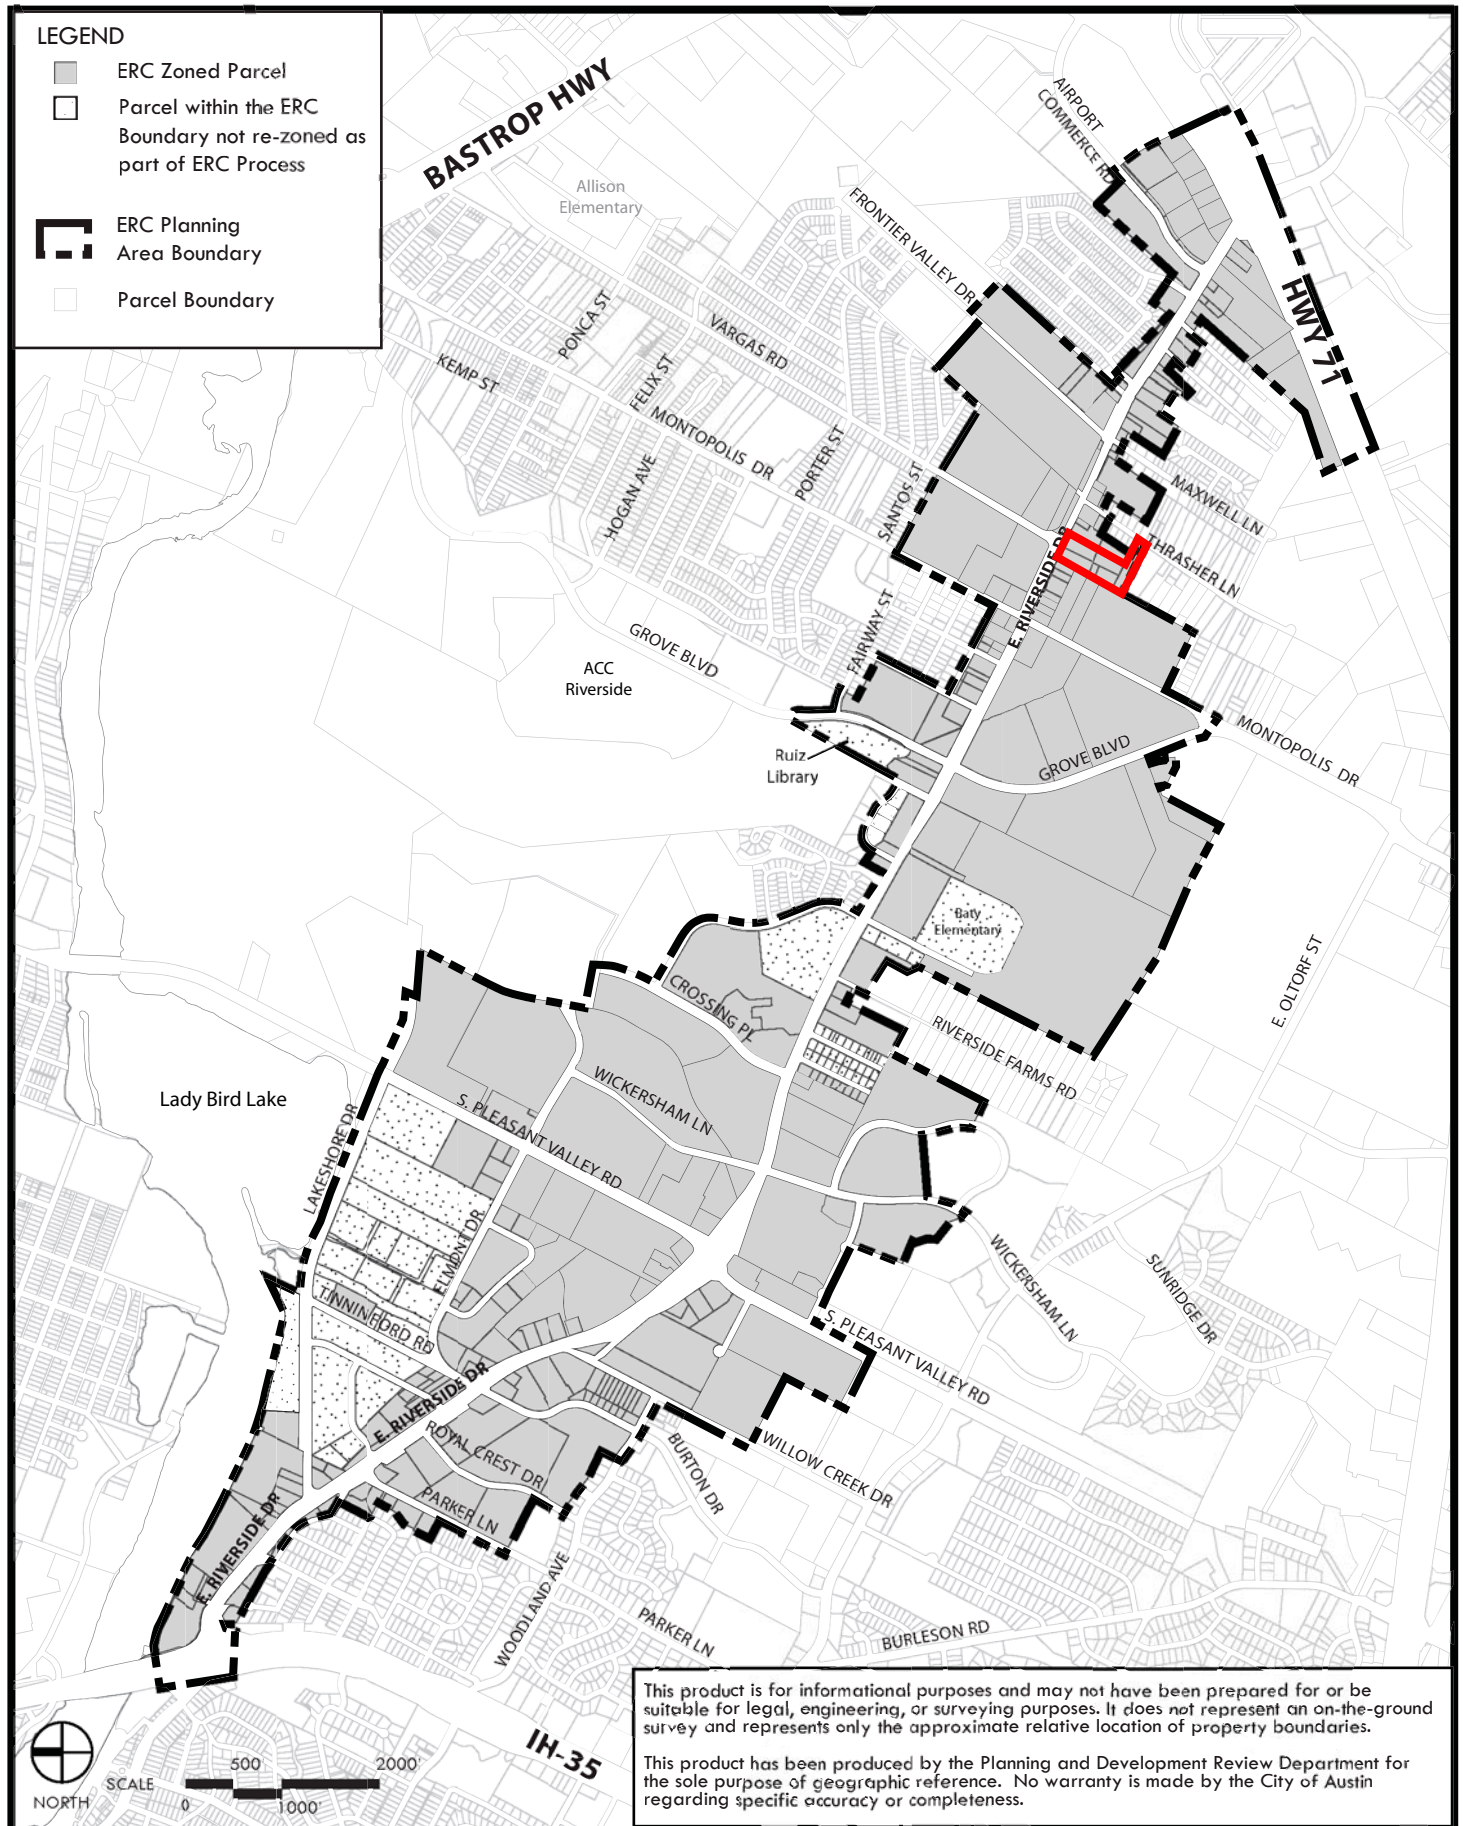 LEGEND
ERC Zoned Parcel
Parcel within the ERC
Boundary not re-zoned as
part of ERC Process
ERC Planning
Area Boundary
Parcel Boundary
BASTROP HWY
Allison
Elementary
AIRPORT
COMMERCE RD
FRONTIER VALLEY DR
HWY 71
PONCA ST
VARGAS RD
KEMP ST
FELIX ST
MONTOPOLIS DR
HOGAN AVE
PORTER ST
SANTOS ST
MAXWELL LN
THRASHER LN
E. RIVERSIDE DR
FAIRWAY ST
GROVE BLVD
ACC
Riverside
Ruiz
Library
GROVE BLVD
MONTOPOLIS DR
Baty
Elementary
E. OLTORF ST
CROSSING PL
RIVERSIDE FARMS RD
Lady Bird Lake
LAKESHORE DR
WICKERSHAM LN
S. PLEASANT VALLEY RD
ELMONT DR
TINNIN FORD RD
WICKERSHAM LN
SUNRIDGE DR
S. PLEASANT VALLEY RD
E. RIVERSIDE DR
ROYAL CREST DR
PARKER LN
BURTON DR
WILLOW CREEK DR
E. RIVERSIDE DR
WOODLAND AVE
PARKER LN
BURLESON RD
IH-35
NORTH
SCALE
500
2000'
0
1000
This product is for informational purposes and may not have been prepared for or be
suitable for legal, engineering, or surveying purposes. It does not represent an on-the-ground
survey and represents only the approximate relative location of property boundaries.
This product has been produced by the Planning and Development Review Department for
the sole purpose of geographic reference. No warranty is made by the City of Austin
regarding specific accuracy or completeness.